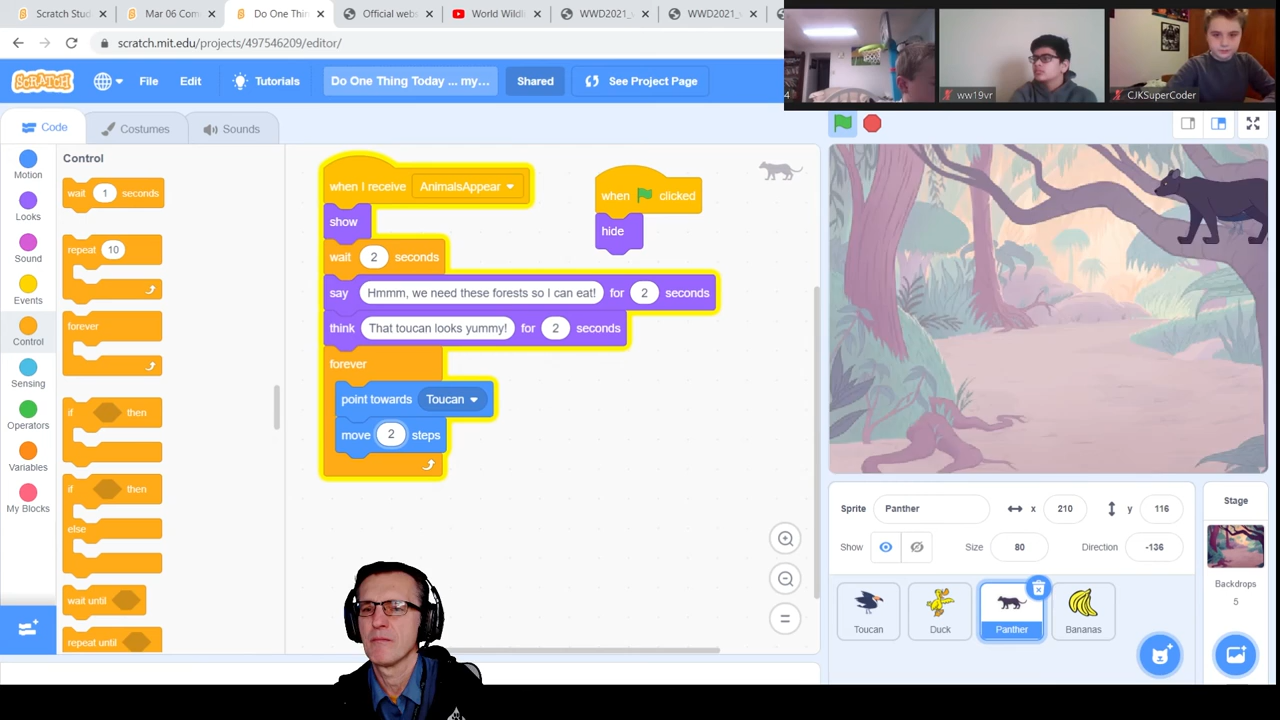 Scratch Stud
Mar 06 Com
Do One Thin
Official webs
World Wildl
WWD2021_
WWD2021_
scratch.mit.edu/projects/497546209/editor/
4
ww19vr
CJKSuperCoder
SCRATCH
File
Edit
Tutorials
Do One Thing Today ... my...
Shared
See Project Page
Code
Costumes
Sounds
Motion
Looks
Sound
Events
Control
Sensing
Operators
Variables
My Blocks
Control
wait 1 seconds
repeat 10
forever
if then
if then
else
wait until
repeat until
when I receive AnimalsAppear
show
wait 2 seconds
say Hmmm, we need these forests so I can eat! for 2 seconds
think That toucan looks yummy! for 2 seconds
forever
point towards Toucan
move 2 steps
when clicked
hide
Sprite Panther x 210 y 116
Show Size 80 Direction -136
Toucan
Duck
Panther
Bananas
Stage
Backdrops
5